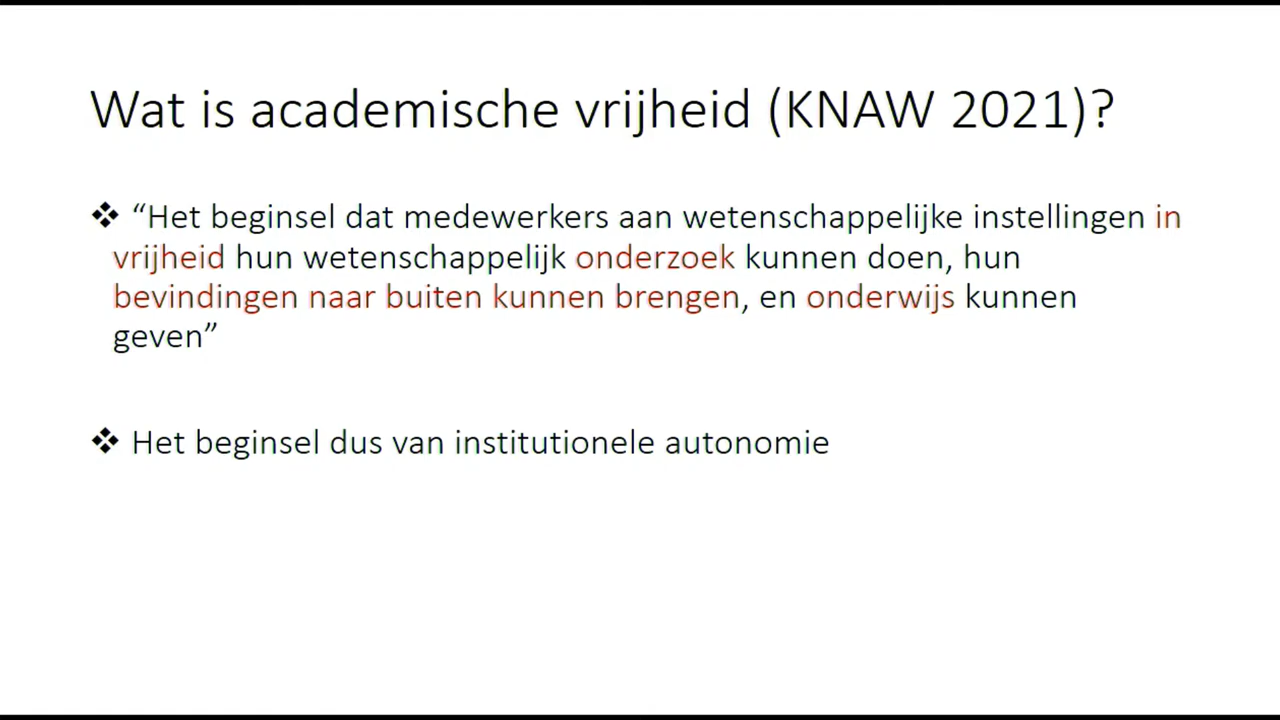 Wat is academische vrijheid (KNAW 2021)?
❖ “Het beginsel dat medewerkers aan wetenschappelijke instellingen in
vrijheid hun wetenschappelijk onderzoek kunnen doen, hun
bevindingen naar buiten kunnen brengen, en onderwijs kunnen
geven”
❖ Het beginsel dus van institutionele autonomie